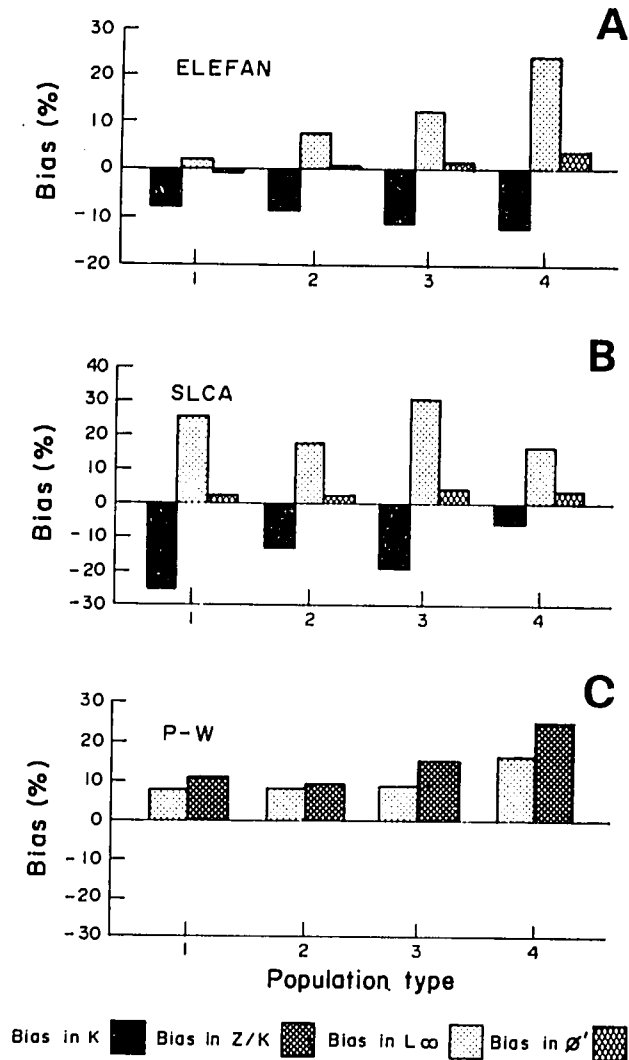 A
ELEFAN
Bias (%)
30
20
10
0
-10
-20
1 2 3 4
B
SLCA
Bias (%)
40
30
20
10
0
-10
-20
-30
1 2 3 4
C
P-W
Bias (%)
30
20
10
0
-10
-20
-30
1 2 3 4
Population type
Bias in K Bias in Z/K Bias in L∞ Bias in ø'